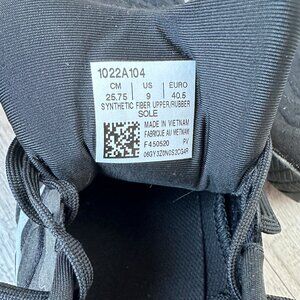 1022A104
CM US EURO
25,75 9 40.5
SYNTHETIC FIBER UPPER/RUBBER
SOLE
MADE IN VIETNAM
FABRIQUE AU VIETNAM
F450520 PV